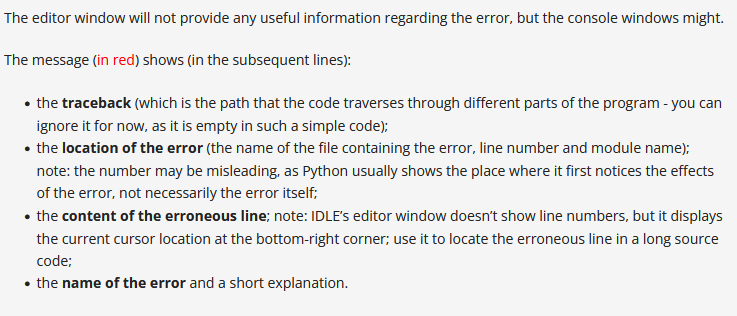 The editor window will not provide any useful information regarding the error, but the console windows might.
The message (in red) shows (in the subsequent lines):
• the traceback (which is the path that the code traverses through different parts of the program - you can
ignore it for now, as it is empty in such a simple code);
• the location of the error (the name of the file containing the error, line number and module name);
note: the number may be misleading, as Python usually shows the place where it first notices the effects
of the error, not necessarily the error itself;
• the content of the erroneous line; note: IDLE’s editor window doesn’t show line numbers, but it displays
the current cursor location at the bottom-right corner; use it to locate the erroneous line in a long source
code;
• the name of the error and a short explanation.